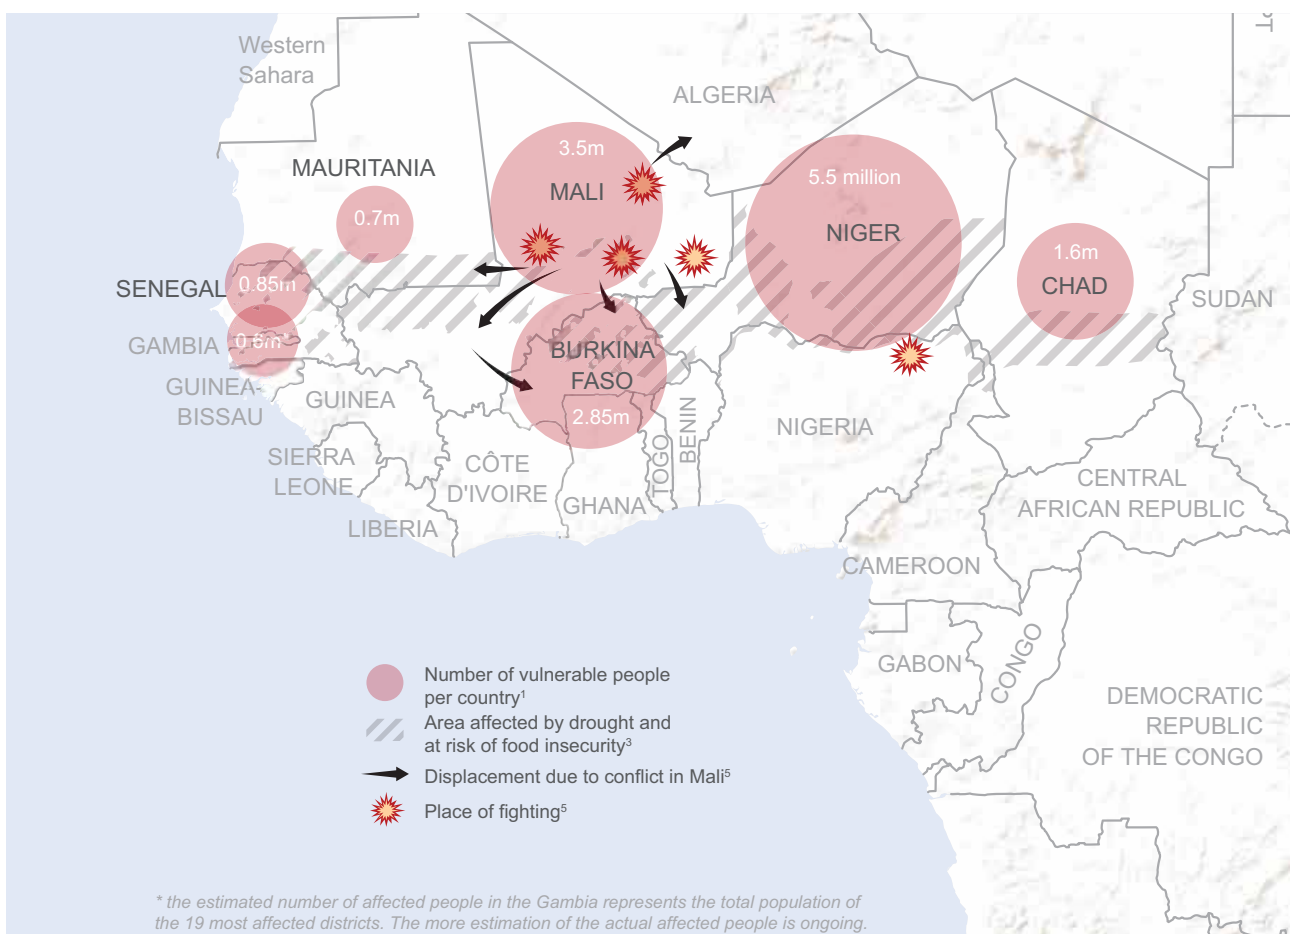 Western
Sahara
PT
ALGERIA
3.5m
MALI
MAURITANIA
0.7m
5.5 million
NIGER
1.6m
CHAD
SENEGAL
0.85m
SUDAN
GAMBIA
0.6m*
BURKINA
FASO
2.85m
GUINEA-
BISSAU
GUINEA
NIGERIA
BENIN
TOGO
SIERRA
LEONE
CÔTE
D'IVOIRE
GHANA
LIBERIA
CENTRAL
AFRICAN REPUBLIC
CAMEROON
GABON
CONGO
DEMOCRATIC
REPUBLIC
OF THE CONGO
Number of vulnerable people
per country1
Area affected by drought and
at risk of food insecurity3
Displacement due to conflict in Mali5
Place of fighting5
* the estimated number of affected people in the Gambia represents the total population of
the 19 most affected districts. The more estimation of the actual affected people is ongoing.